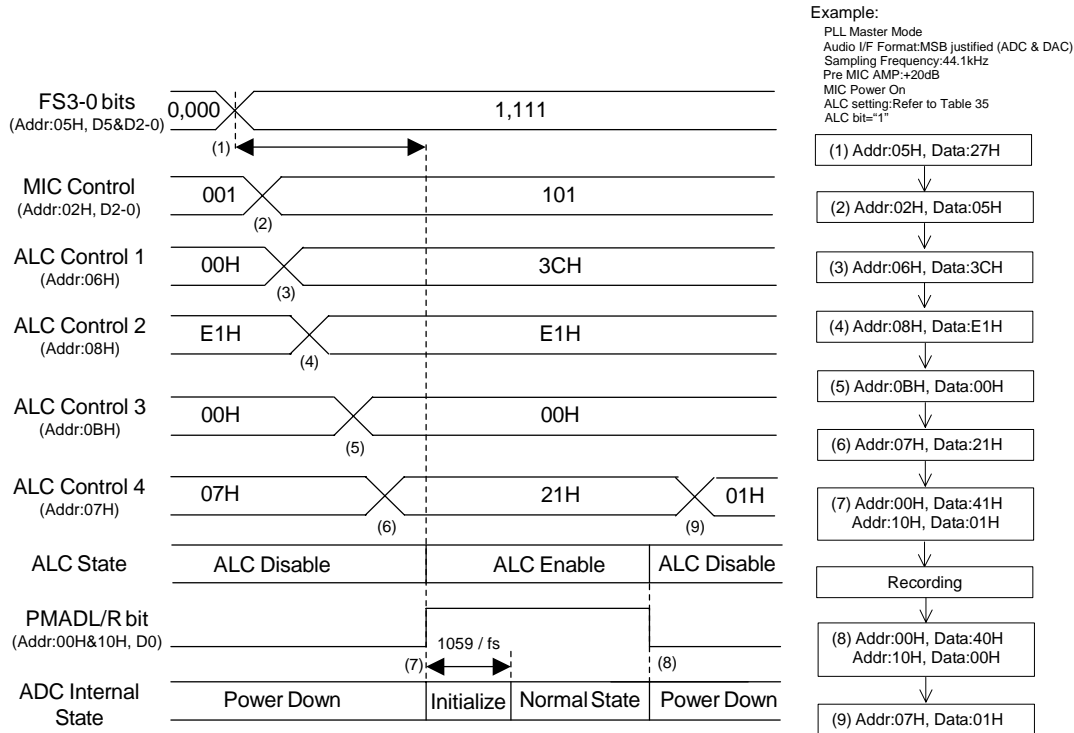 Example:
PLL Master Mode
Audio I/F Format:MSB justified (ADC & DAC)
Sampling Frequency:44.1kHz
Pre MIC AMP:+20dB
MIC Power On
ALC setting:Refer to Table 35
ALC bit=“1”
FS3-0 bits
(Addr:05H, D5&D2-0)
0,000
1,111
(1)
MIC Control
(Addr:02H, D2-0)
001
101
(2)
ALC Control 1
(Addr:06H)
00H
3CH
(3)
ALC Control 2
(Addr:08H)
E1H
E1H
(4)
ALC Control 3
(Addr:0BH)
00H
00H
(5)
ALC Control 4
(Addr:07H)
07H
21H
01H
(6)
(9)
ALC State
ALC Disable
ALC Enable
ALC Disable
PMADL/R bit
(Addr:00H&10H, D0)
1059 / fs
(7)
(8)
ADC Internal
State
Power Down
Initialize
Normal State
Power Down
(1) Addr:05H, Data:27H
(2) Addr:02H, Data:05H
(3) Addr:06H, Data:3CH
(4) Addr:08H, Data:E1H
(5) Addr:0BH, Data:00H
(6) Addr:07H, Data:21H
(7) Addr:00H, Data:41H
Addr:10H, Data:01H
Recording
(8) Addr:00H, Data:40H
Addr:10H, Data:00H
(9) Addr:07H, Data:01H